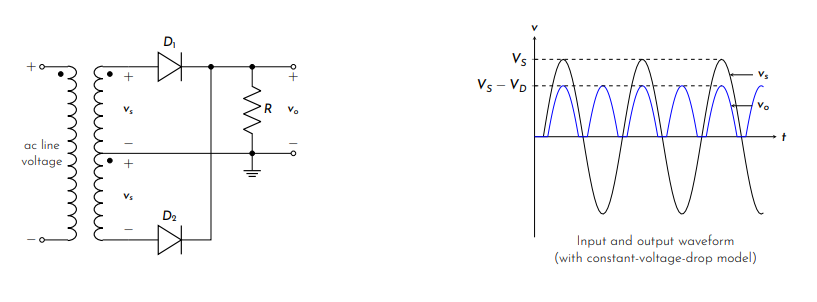 D₁
+
+
+
vₛ
R
vₒ
−
−
ac line
voltage
+
vₛ
D₂
−
−
v
Vₛ
Vₛ − V_D
vₛ
vₒ
t
Input and output waveform
(with constant-voltage-drop model)